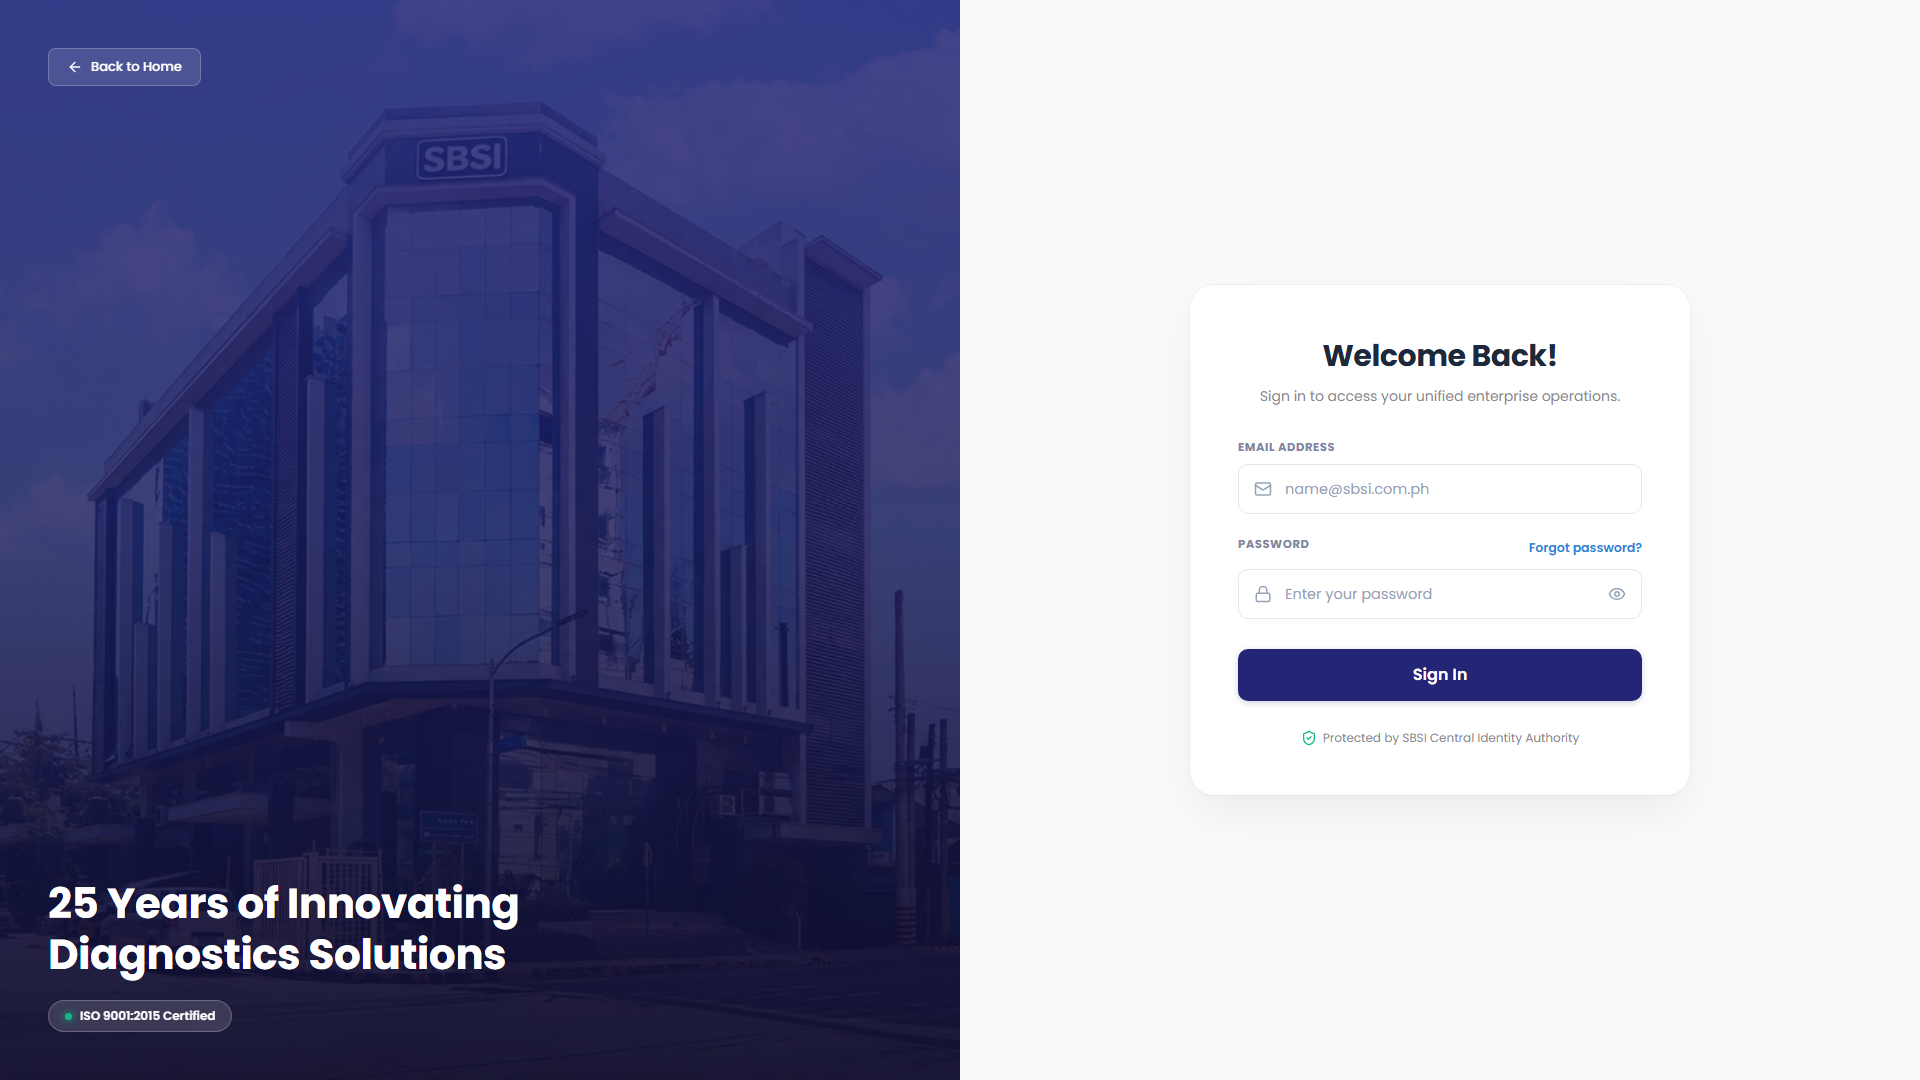 Back to Home
SBSI
25 Years of Innovating
Diagnostics Solutions
ISO 9001:2015 Certified
Welcome Back!
Sign in to access your unified enterprise operations.
EMAIL ADDRESS
name@sbsi.com.ph
PASSWORD
Forgot password?
Enter your password
Sign In
Protected by SBSI Central Identity Authority